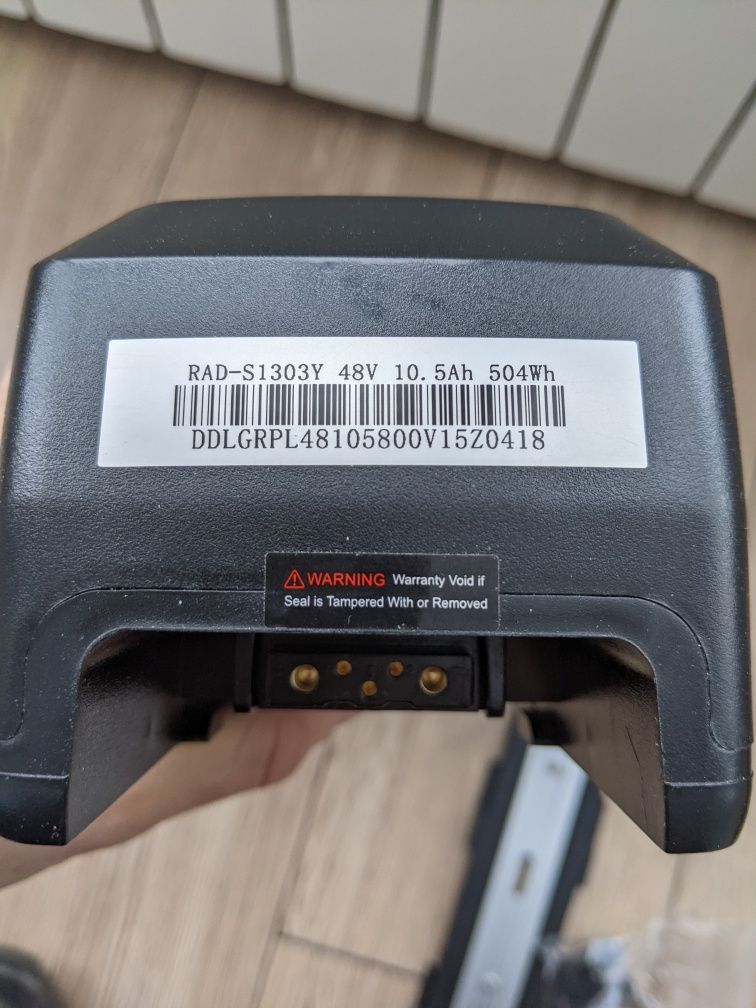 RAD-S1303Y 48V 10.5Ah 504Wh
DDLGRPL48105800V15Z0418
WARNING Warranty Void if
Seal is Tampered With or Removed